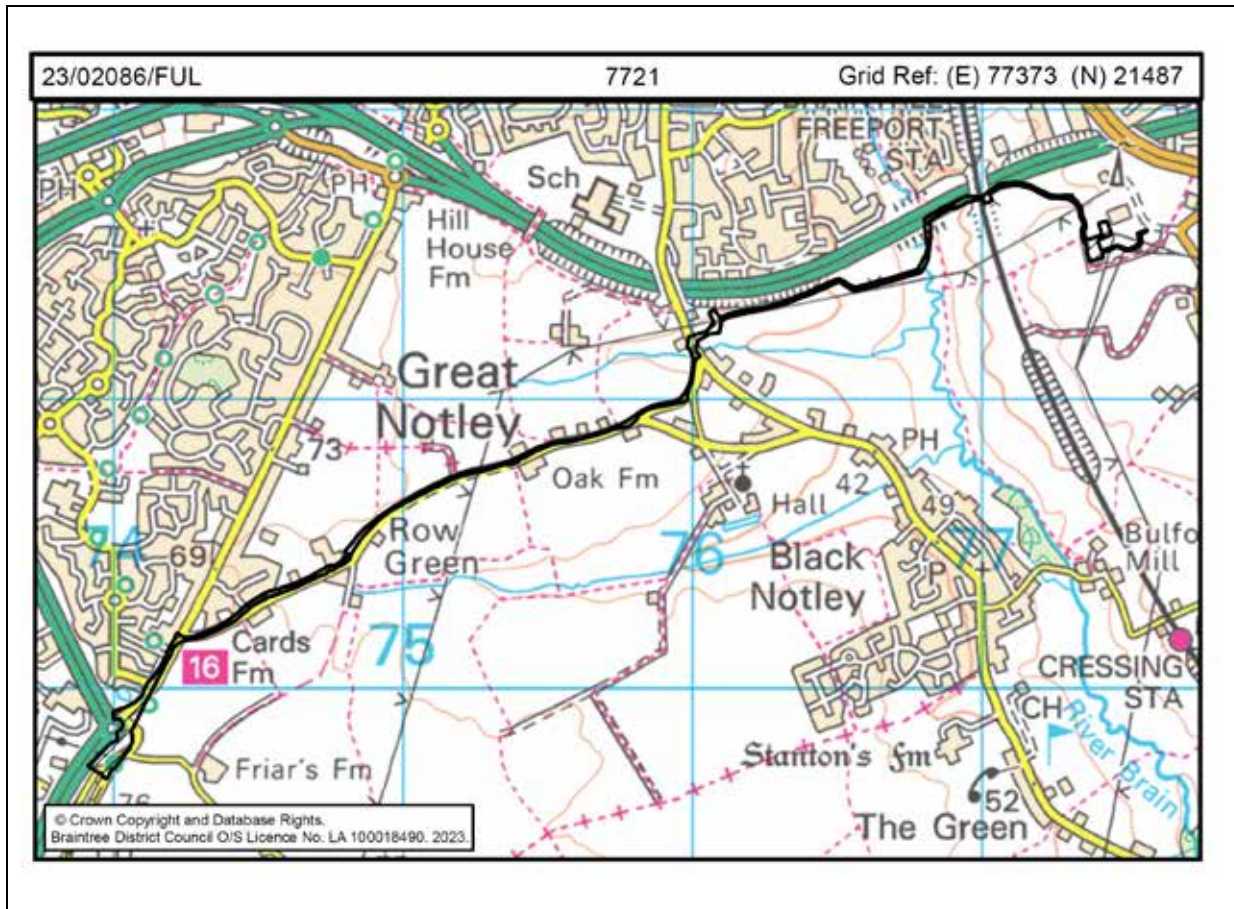 23/02086/FUL 7721 Grid Ref: (E) 77373 (N) 21487
FREEPORT
STA
PH
PH
Sch
Hill
House
Fm
Great
Notley
73
Oak Fm
PH
Hall
42
49
74
69
Row
Green
76
77
Black
Notley
P
Bulfo
Mill
75
Cards
Fm
16
CRESSING
STA
CH
River Brain
Friar's Fm
Stanton's fm
52
The Green
76
© Crown Copyright and Database Rights.
Braintree District Council O/S Licence No. LA 100018490. 2023.